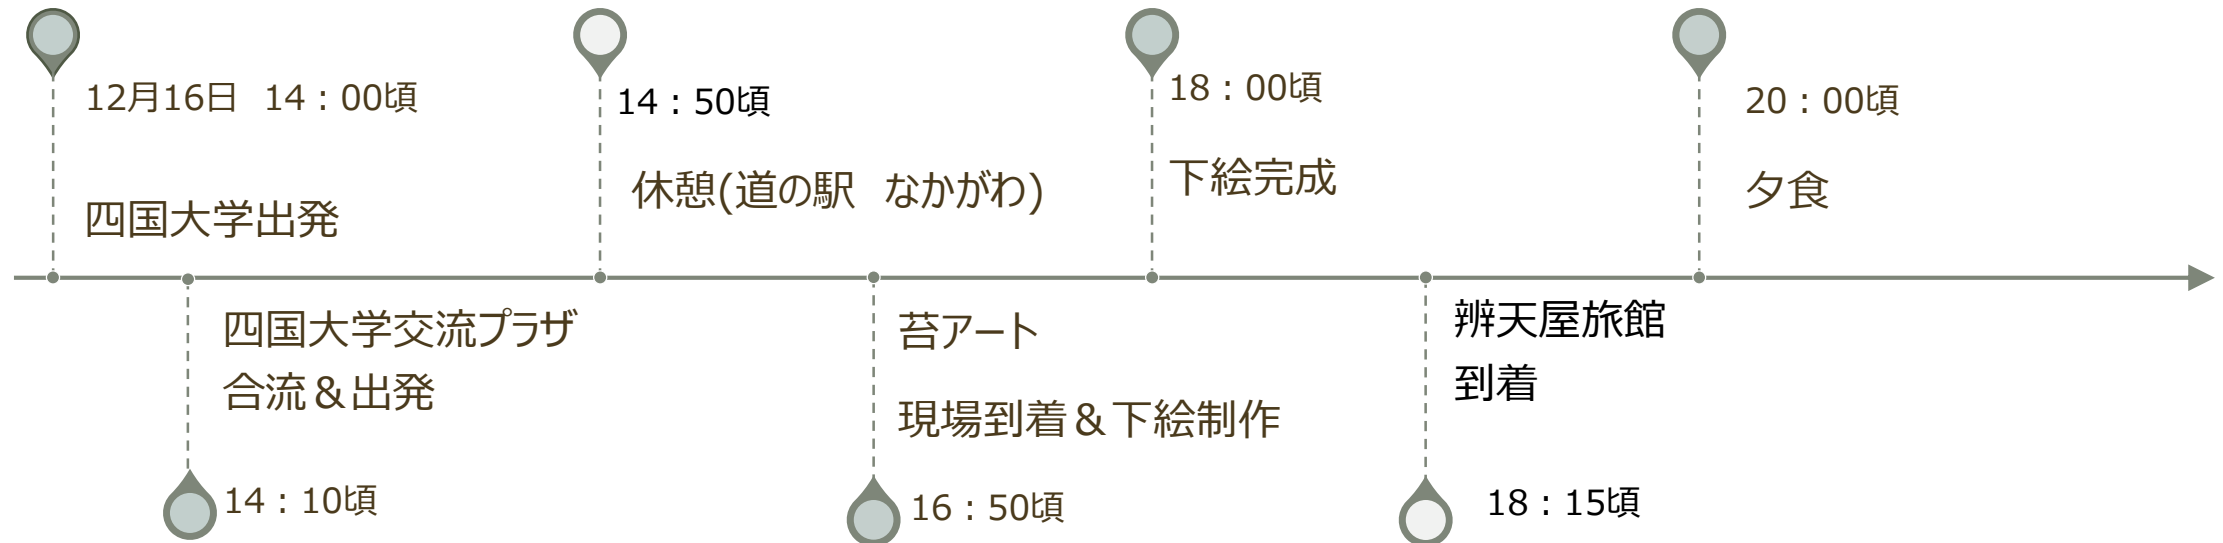 12月16日　14：00頃
四国大学出発
四国大学交流プラザ
合流＆出発
14：10頃
14：50頃
休憩(道の駅　なかがわ)
苔アート
現場到着＆下絵制作
16：50頃
18：00頃
下絵完成
辨天屋旅館
到着
18：15頃
20：00頃
夕食